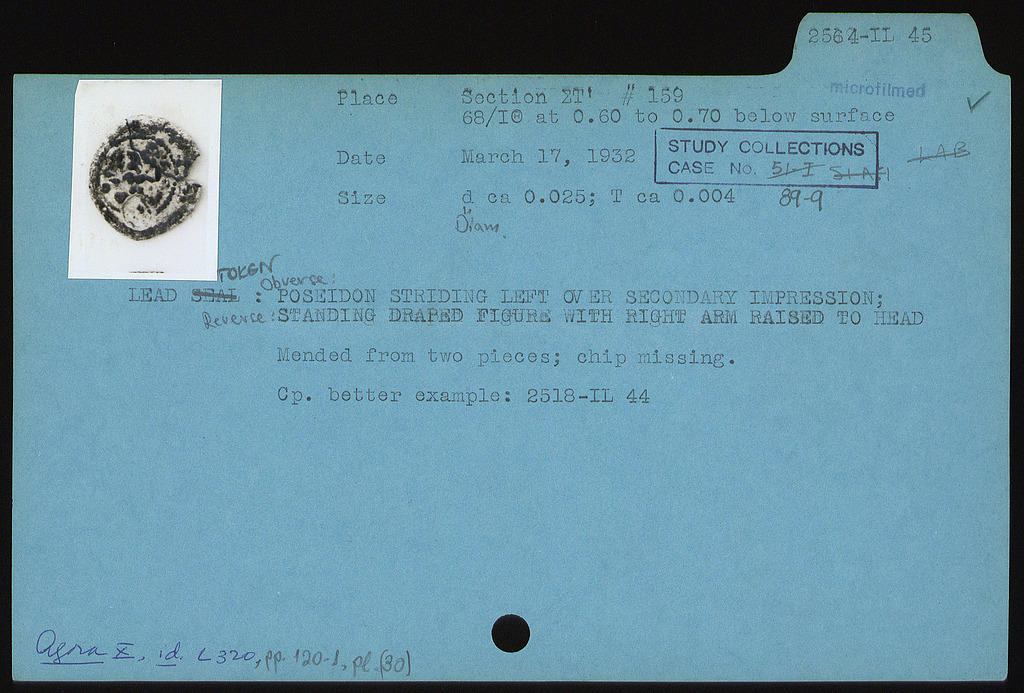 2564-IL 45
microfilmed ✓
Place Section ΣΤ' # 159
68/ΙΘ at 0.60 to 0.70 below surface
Date March 17, 1932
STUDY COLLECTIONS
CASE No. 51-I SLAH
LAB
89-9
Size d ca 0.025; T ca 0.004
Diam.
TOKEN
Obverse:
LEAD SEAL : POSEIDON STRIDING LEFT OVER SECONDARY IMPRESSION;
Reverse: STANDING DRAPED FIGURE WITH RIGHT ARM RAISED TO HEAD
Mended from two pieces; chip missing.
Cp. better example: 2518-IL 44
Agora X, id. L320, pp. 120-1, pl. (30)